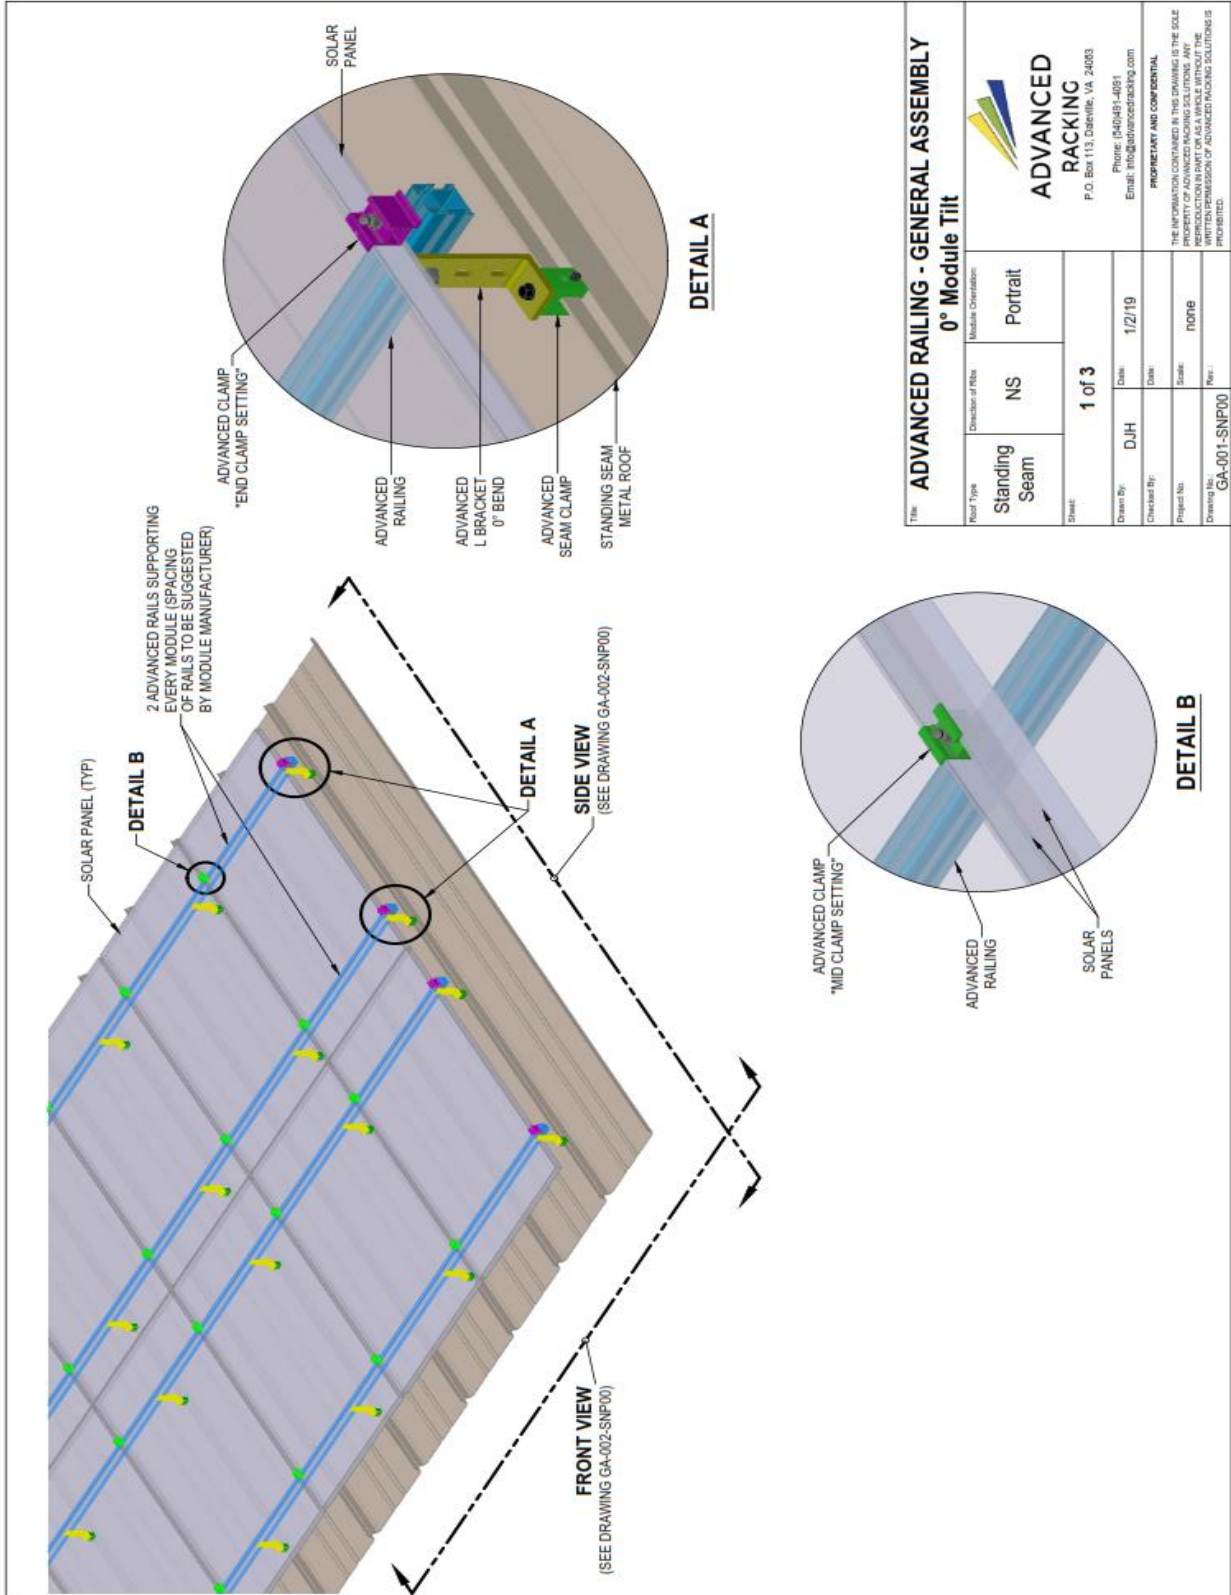 SOLAR PANEL (TYP)
DETAIL B
2 ADVANCED RAILS SUPPORTING
EVERY MODULE (SPACING
OF RAILS TO BE SUGGESTED
BY MODULE MANUFACTURER)
DETAIL A
SIDE VIEW
(SEE DRAWING GA-002-SNP00)
FRONT VIEW
(SEE DRAWING GA-002-SNP00)
ADVANCED CLAMP
"END CLAMP SETTING"
SOLAR
PANEL
ADVANCED
RAILING
ADVANCED
L BRACKET
0° BEND
ADVANCED
SEAM CLAMP
STANDING SEAM
METAL ROOF
DETAIL A
ADVANCED CLAMP
"MID CLAMP SETTING"
ADVANCED
RAILING
SOLAR
PANELS
DETAIL B
Title:
ADVANCED RAILING - GENERAL ASSEMBLY
0° Module Tilt
Roof Type
Standing
Seam
Direction of Ribs
NS
Module Orientation:
Portrait
Sheet:
1 of 3
Drawn By:
DJH
Date:
1/2/19
Checked By:
Date:
Project No.
Scale:
none
Drawing No.:
GA-001-SNP00
Rev.:
ADVANCED
RACKING
P.O. Box 113, Daleville, VA 24083
Phone: (540)491-4091
Email: info@advancedracking.com
PROPRIETARY AND CONFIDENTIAL
THE INFORMATION CONTAINED IN THIS DRAWING IS THE SOLE
PROPERTY OF ADVANCED RACKING SOLUTIONS. ANY
REPRODUCTION IN PART OR AS A WHOLE WITHOUT THE
WRITTEN PERMISSION OF ADVANCED RACKING SOLUTIONS IS
PROHIBITED.